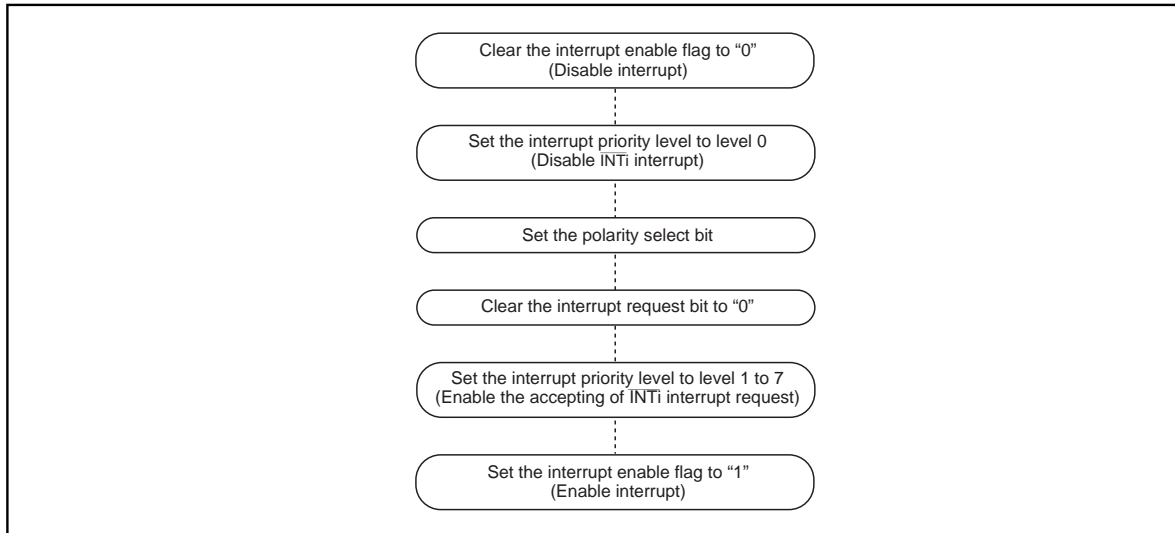 Clear the interrupt enable flag to “0”
(Disable interrupt)
Set the interrupt priority level to level 0
(Disable I̅N̅T̅i̅ interrupt)
Set the polarity select bit
Clear the interrupt request bit to “0”
Set the interrupt priority level to level 1 to 7
(Enable the accepting of I̅N̅T̅i̅ interrupt request)
Set the interrupt enable flag to “1”
(Enable interrupt)